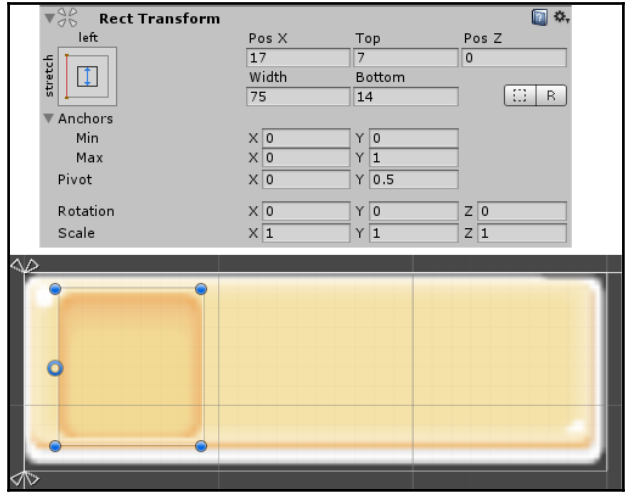 Rect Transform
left
Pos X Top Pos Z
17 7 0
stretch
Width Bottom
75 14 R
Anchors
Min X 0 Y 0
Max X 0 Y 1
Pivot X 0 Y 0.5
Rotation X 0 Y 0 Z 0
Scale X 1 Y 1 Z 1